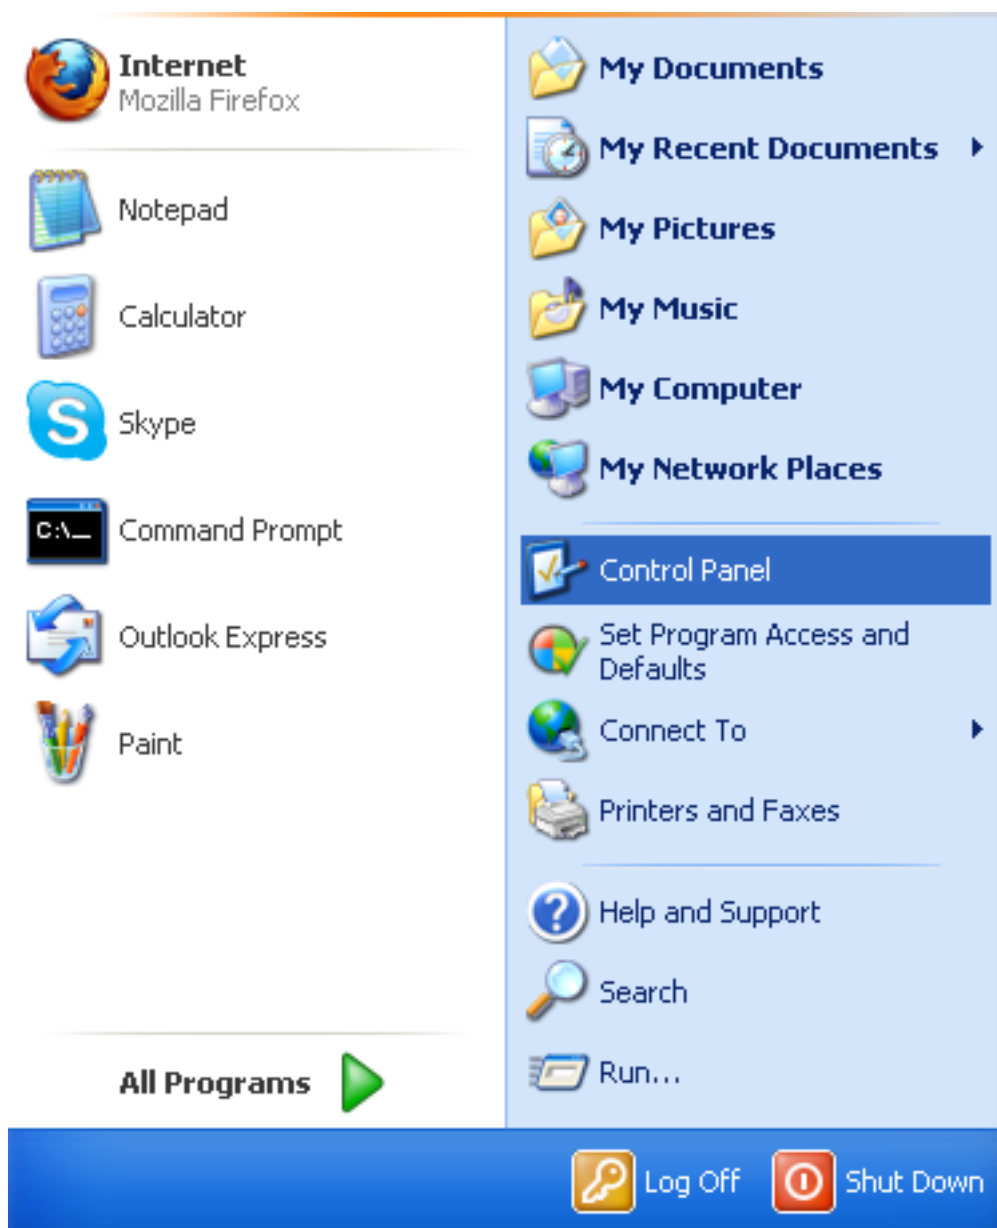 Internet
Mozilla Firefox
Notepad
Calculator
Skype
C:\_
Command Prompt
Outlook Express
Paint
All Programs
My Documents
My Recent Documents
My Pictures
My Music
My Computer
My Network Places
Control Panel
Set Program Access and
Defaults
Connect To
Printers and Faxes
Help and Support
Search
Run...
Log Off
Shut Down